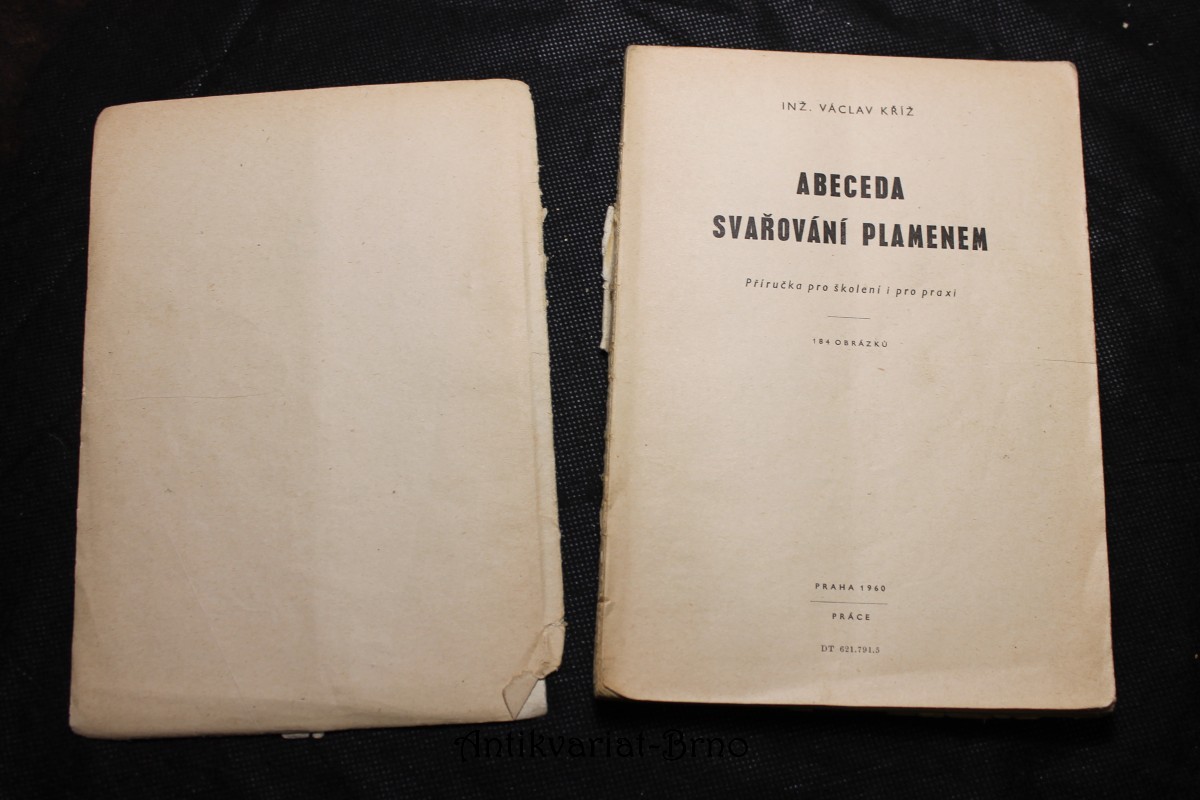 INŽ. VÁCLAV KŘÍŽ
ABECEDA
SVAŘOVÁNÍ PLAMENEM
Příručka pro školení i pro praxi
184 OBRÁZKŮ
PRAHA 1960
PRÁCE
DT 621.791.5
Antikvariat-Brno